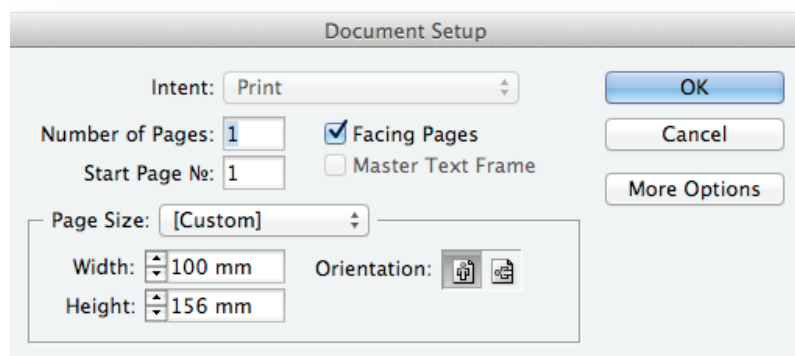 Document Setup
Intent: Print
OK
Number of Pages: 1
Facing Pages
Cancel
Start Page №: 1
Master Text Frame
More Options
Page Size: [Custom]
Width: 100 mm
Orientation:
Height: 156 mm